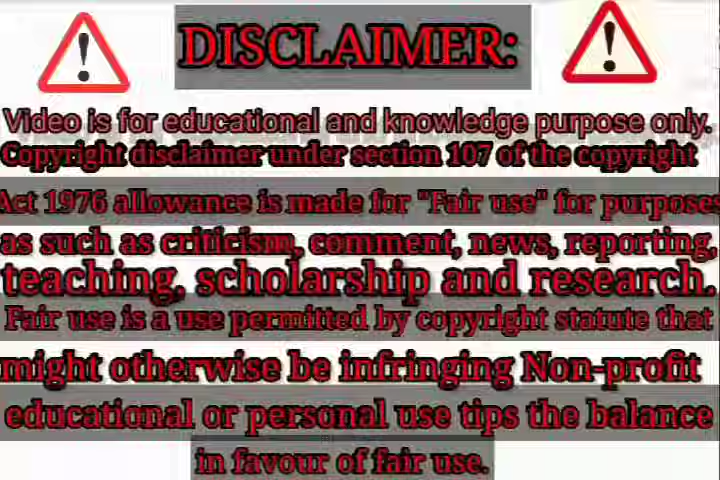 DISCLAIMER:
Video is for educational and knowledge purpose only.
Copyright disclaimer under section 107 of the copyright
Act 1976 allowance is made for "Fair use" for purposes
as such as criticism, comment, news, reporting,
teaching, scholarship and research.
Fair use is a use permitted by copyright statute that
might otherwise be infringing Non-profit
educational or personal use tips the balance
in favour of fair use.